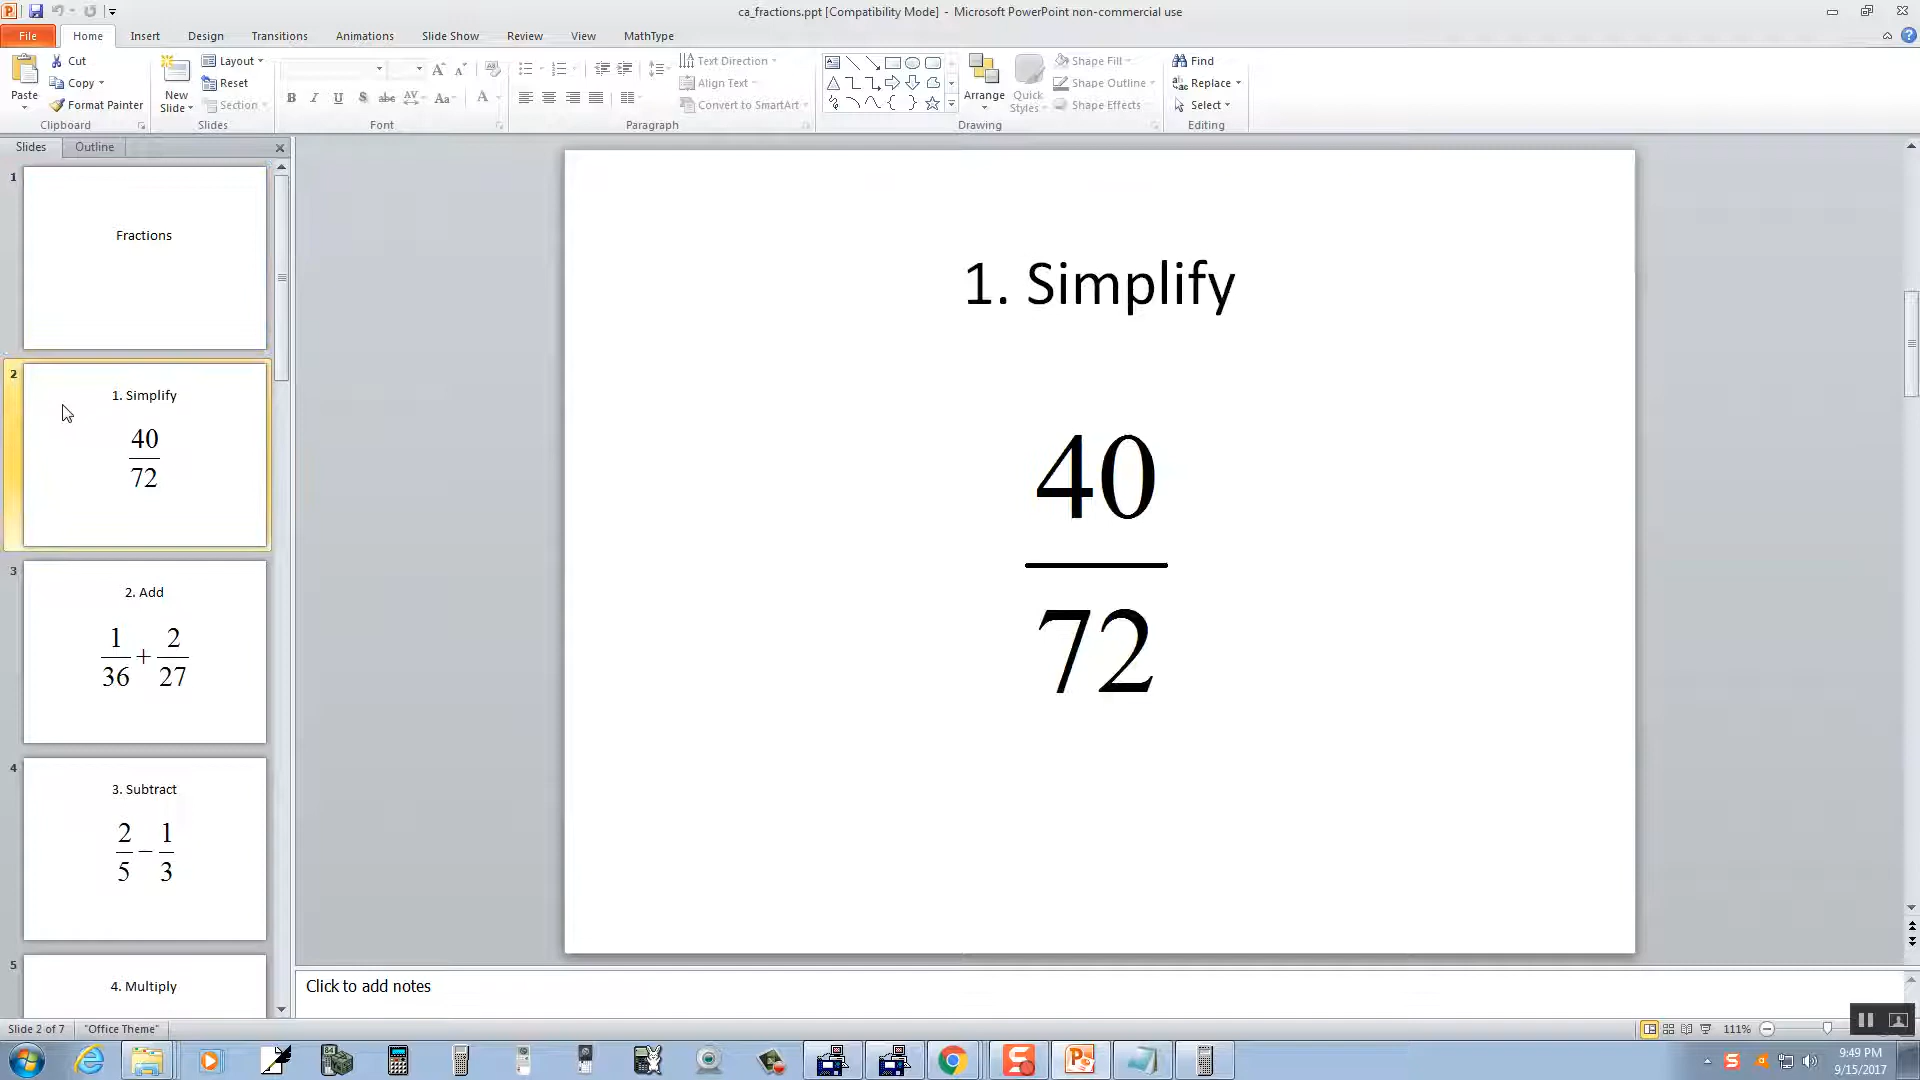 ca_fractions.ppt [Compatibility Mode] - Microsoft PowerPoint non-commercial use
File Home Insert Design Transitions Animations Slide Show Review View MathType
Paste
Cut
Copy
Format Painter
Clipboard
New Slide
Layout
Reset
Section
Slides
B I U S abc AV Aa A
Font
Text Direction
Align Text
Convert to SmartArt
Paragraph
Arrange
Quick Styles
Shape Fill
Shape Outline
Shape Effects
Drawing
Find
Replace
Select
Editing
Slides Outline
1
Fractions
2
1. Simplify
40
72
3
2. Add
1 2
+
36 27
4
3. Subtract
2 1
−
5 3
5
4. Multiply
1. Simplify
40
72
Click to add notes
Slide 2 of 7 "Office Theme" 111%
9:49 PM
9/15/2017